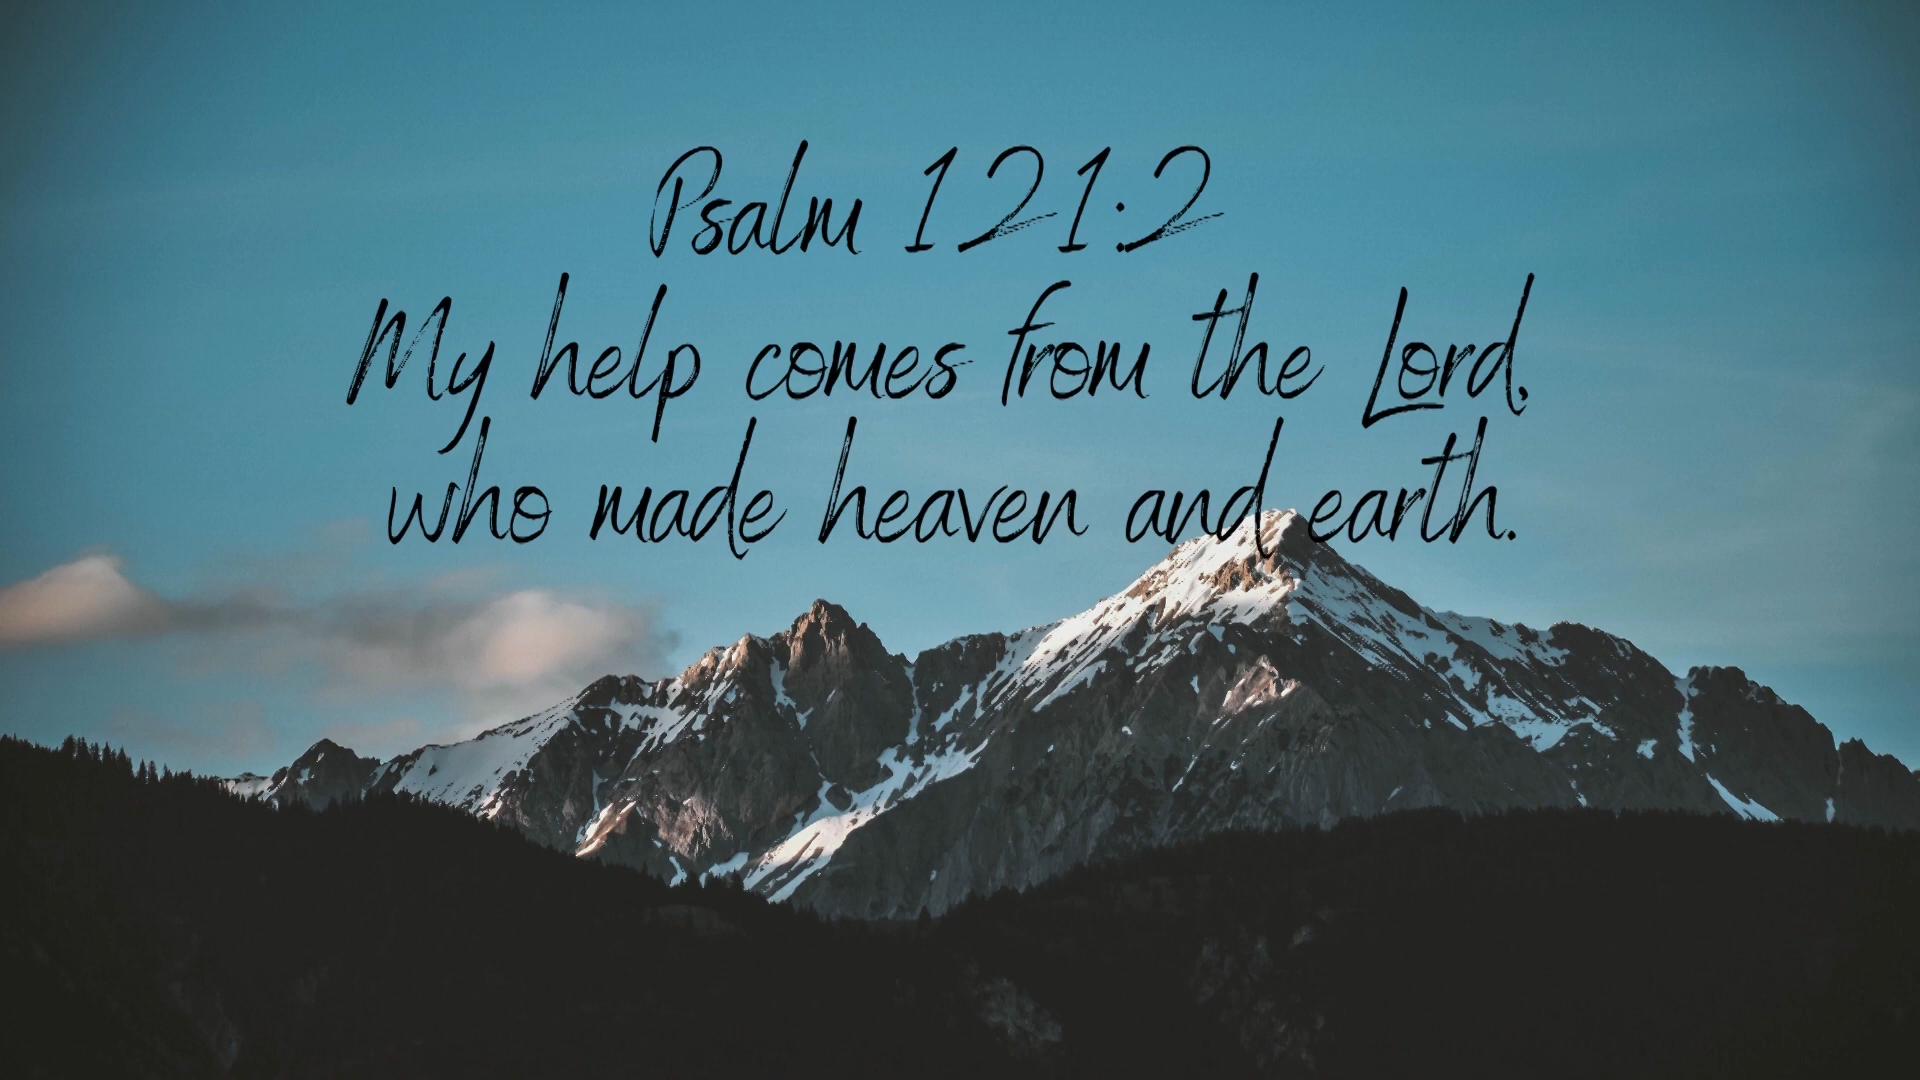 Psalm 121:2
My help comes from the Lord,
who made heaven and earth.